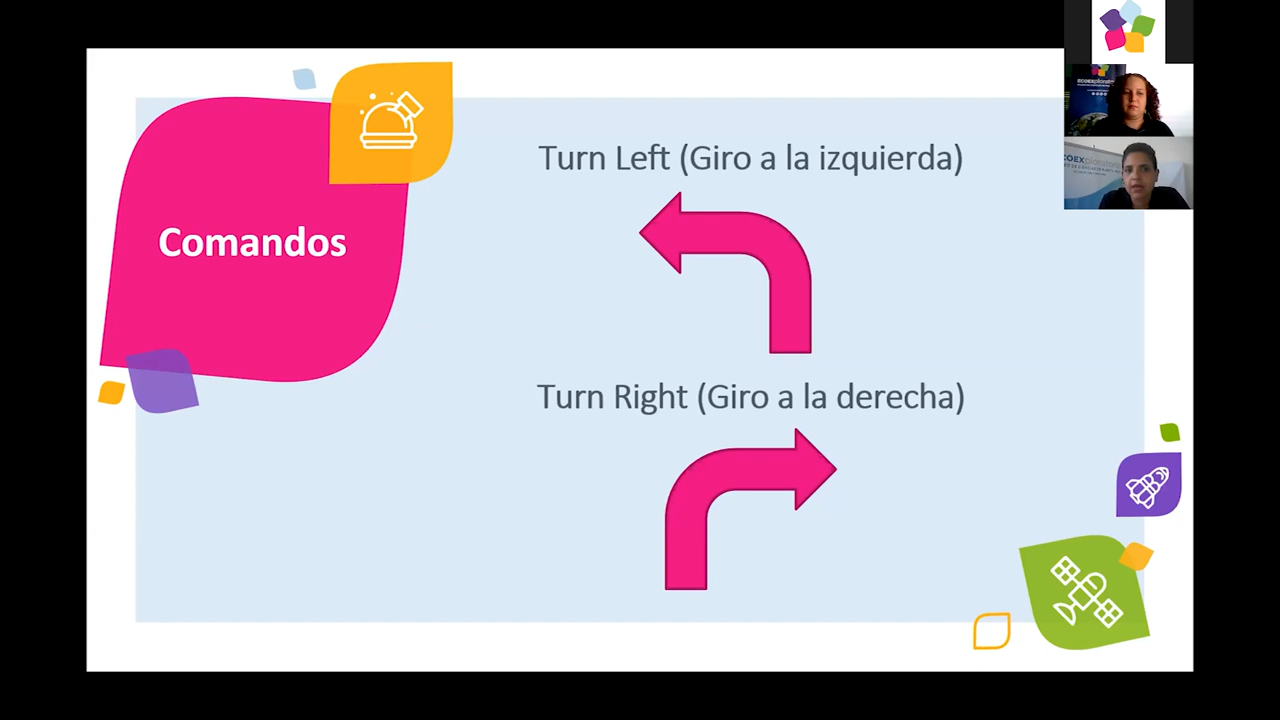 Comandos
Turn Left (Giro a la izquierda)
Turn Right (Giro a la derecha)